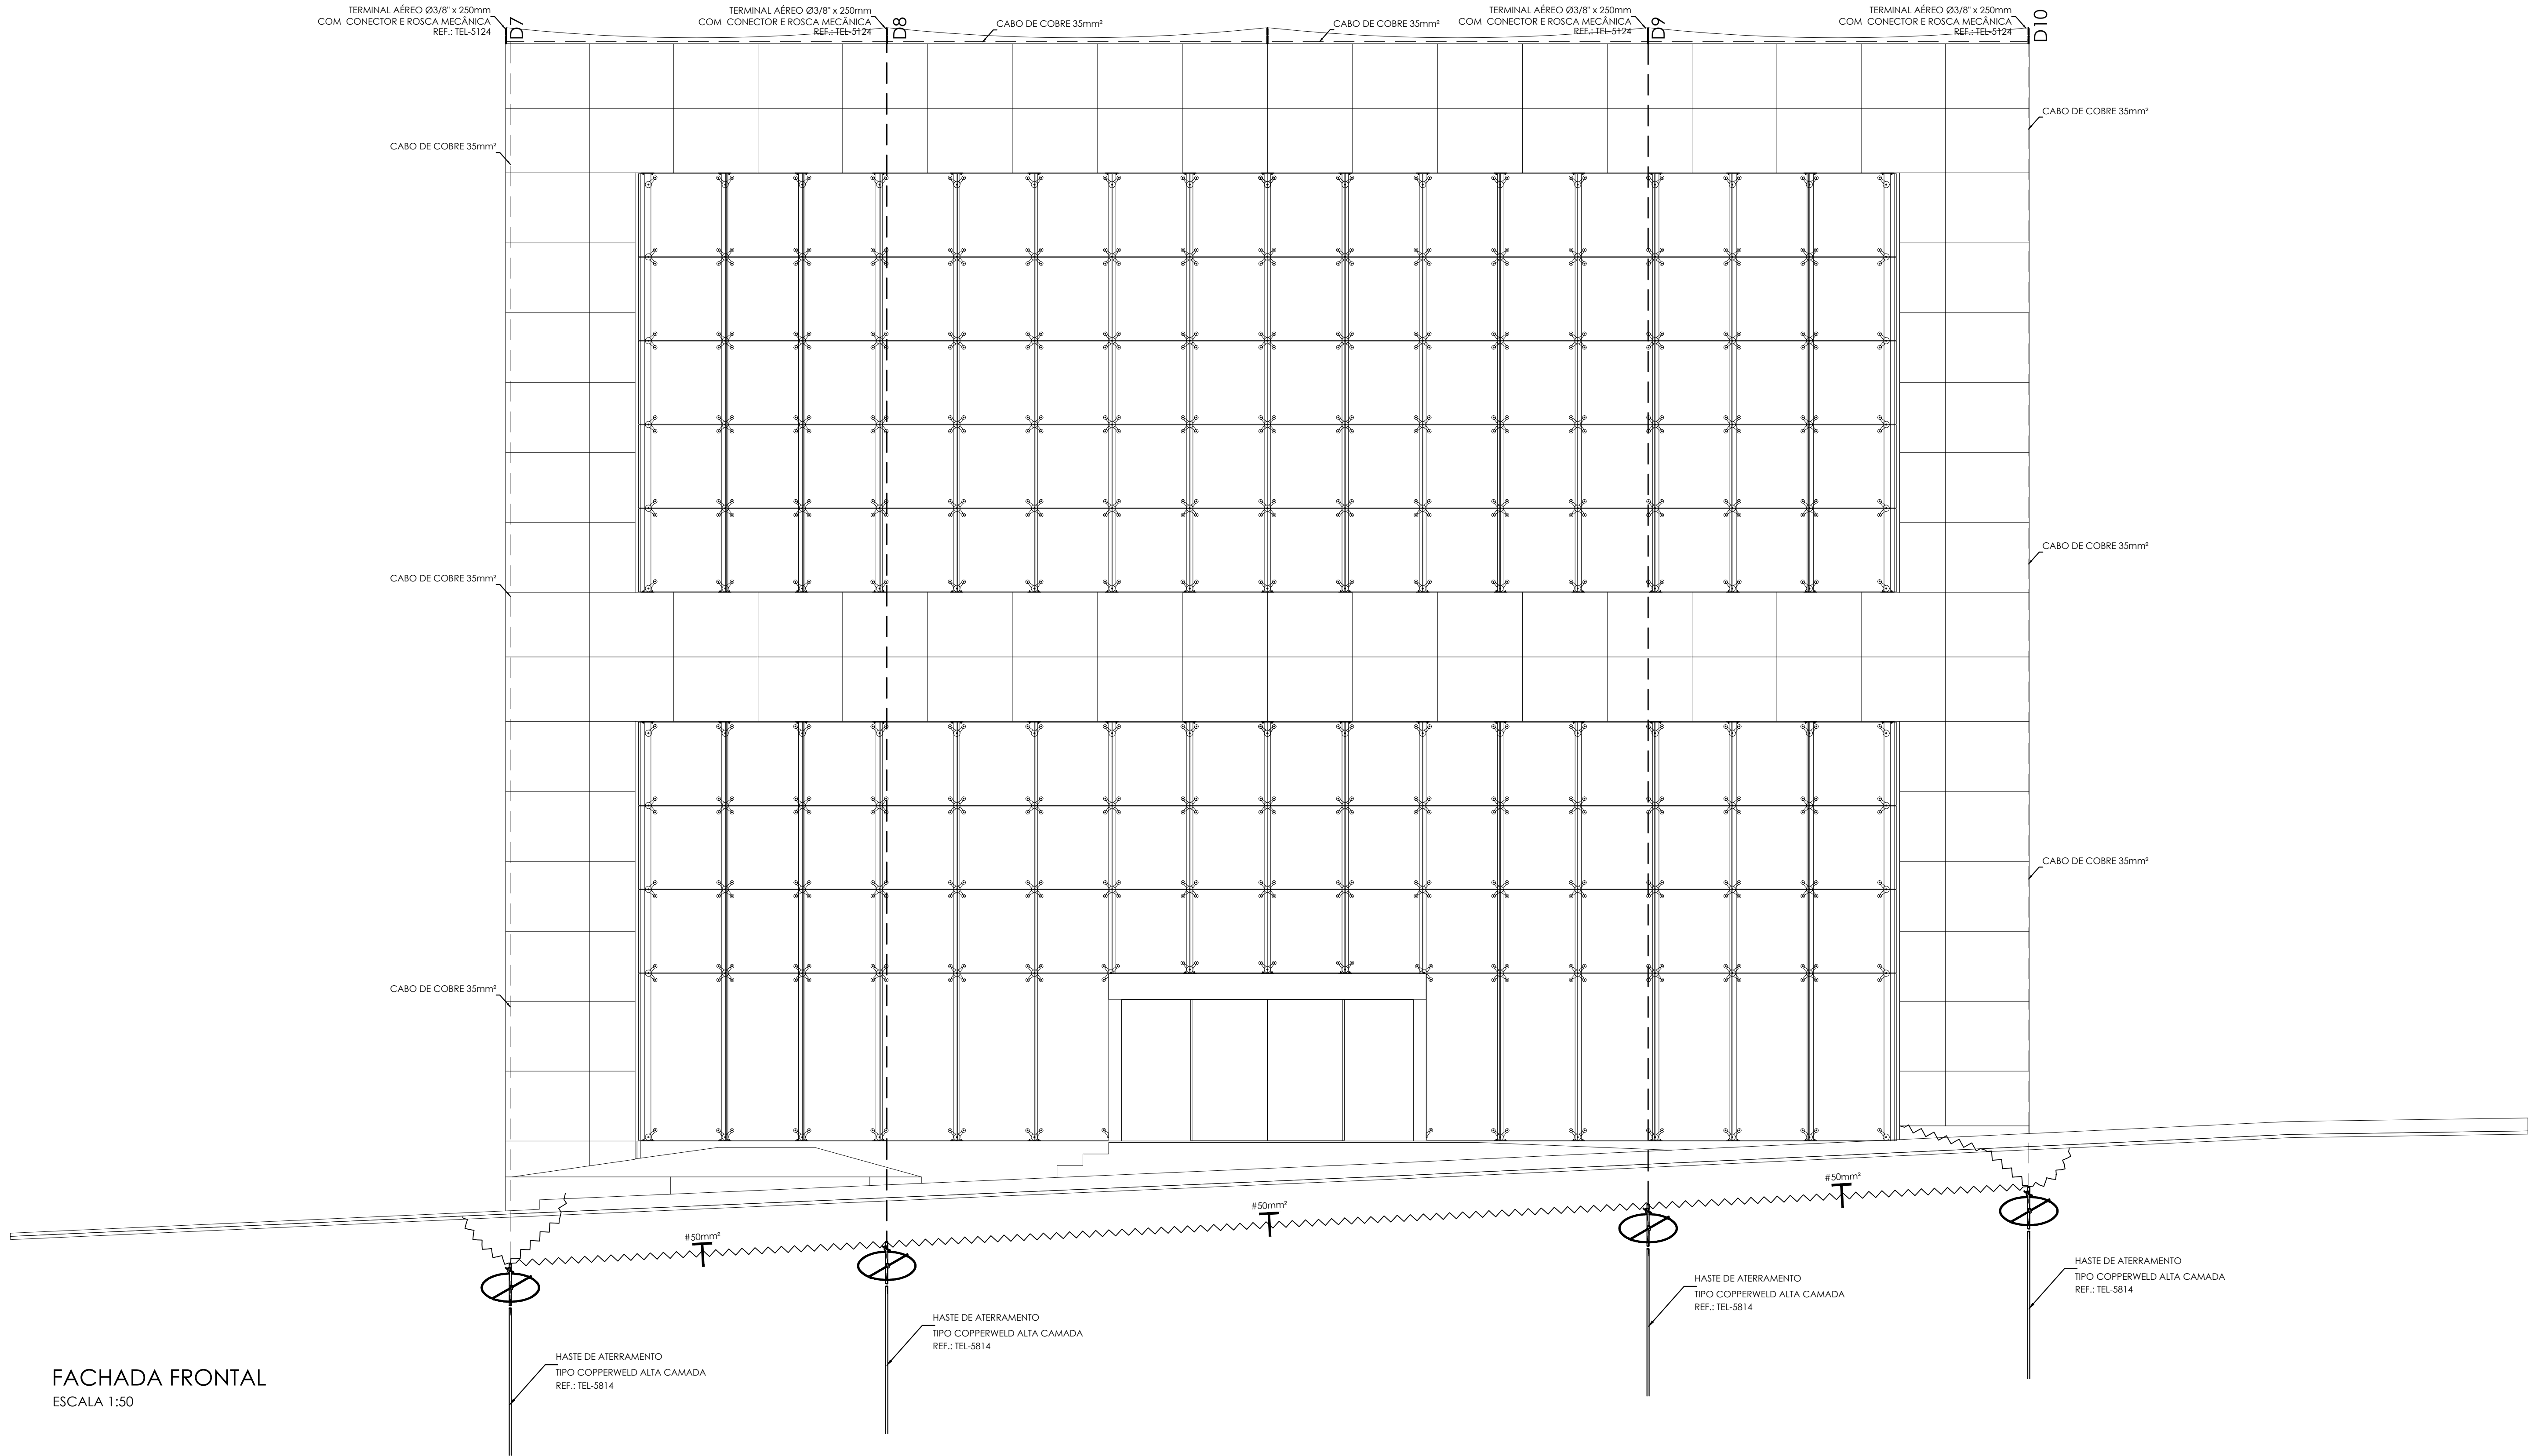 TERMINAL AÉREO Ø3/8" x 250mm
COM CONECTOR E ROSCA MECÂNICA
REF.: TEL-5124
D7
TERMINAL AÉREO Ø3/8" x 250mm
COM CONECTOR E ROSCA MECÂNICA
REF.: TEL-5124
D8
CABO DE COBRE 35mm²
CABO DE COBRE 35mm²
TERMINAL AÉREO Ø3/8" x 250mm
COM CONECTOR E ROSCA MECÂNICA
REF.: TEL-5124
D9
TERMINAL AÉREO Ø3/8" x 250mm
COM CONECTOR E ROSCA MECÂNICA
REF.: TEL-5124
D10
CABO DE COBRE 35mm²
CABO DE COBRE 35mm²
CABO DE COBRE 35mm²
CABO DE COBRE 35mm²
CABO DE COBRE 35mm²
CABO DE COBRE 35mm²
#50mm²
#50mm²
#50mm²
HASTE DE ATERRAMENTO
TIPO COPPERWELD ALTA CAMADA
REF.: TEL-5814
HASTE DE ATERRAMENTO
TIPO COPPERWELD ALTA CAMADA
REF.: TEL-5814
HASTE DE ATERRAMENTO
TIPO COPPERWELD ALTA CAMADA
REF.: TEL-5814
HASTE DE ATERRAMENTO
TIPO COPPERWELD ALTA CAMADA
REF.: TEL-5814
FACHADA FRONTAL
ESCALA 1:50